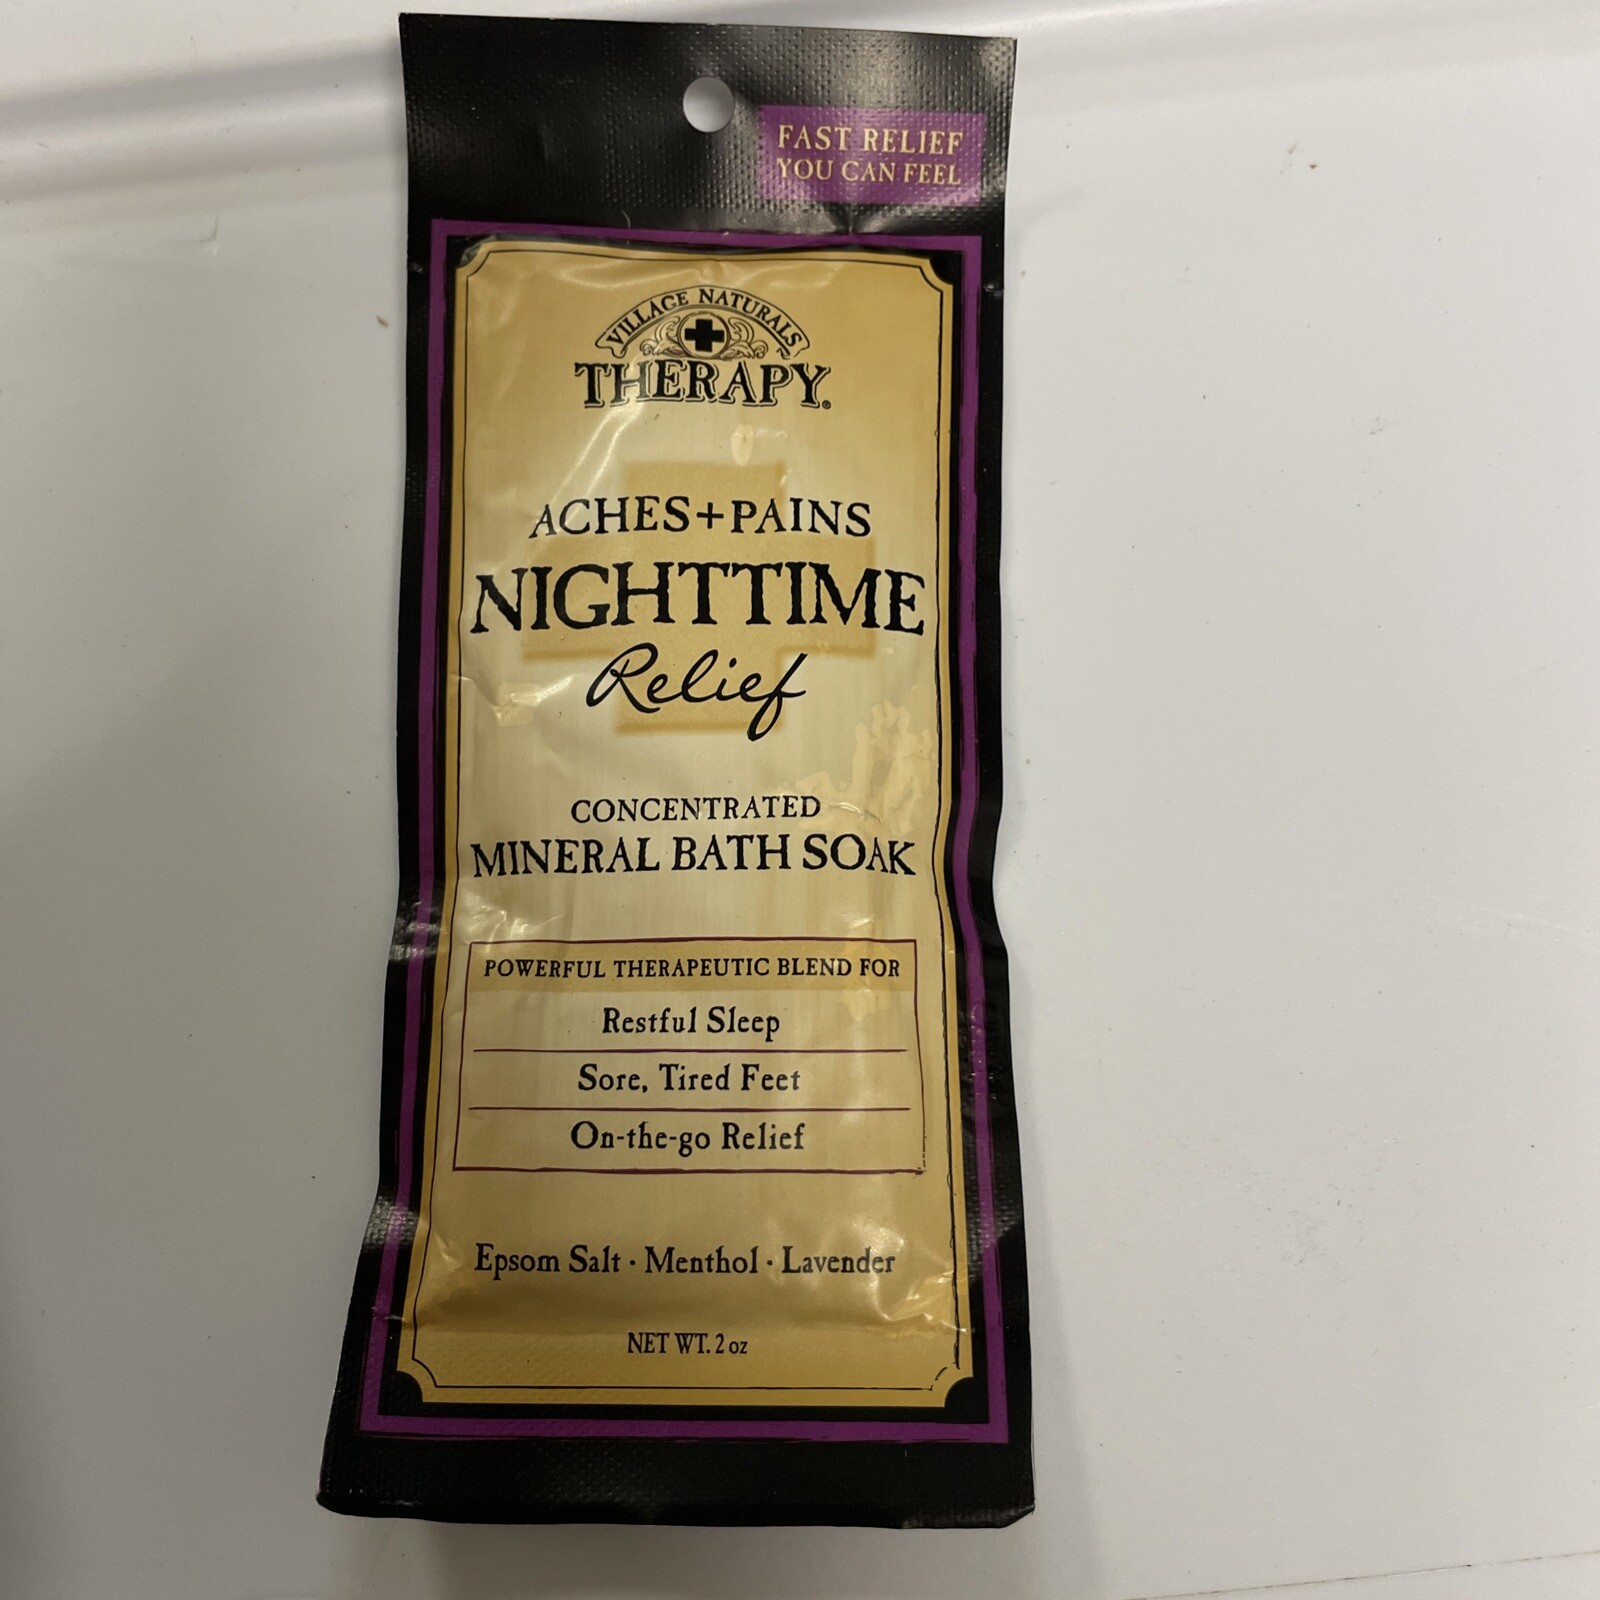 FAST RELIEF
YOU CAN FEEL
VILLAGE NATURALS
THERAPY®
ACHES+PAINS
NIGHTTIME
Relief
CONCENTRATED
MINERAL BATH SOAK
POWERFUL THERAPEUTIC BLEND FOR
Restful Sleep
Sore, Tired Feet
On-the-go Relief
Epsom Salt · Menthol · Lavender
NET WT. 2 oz